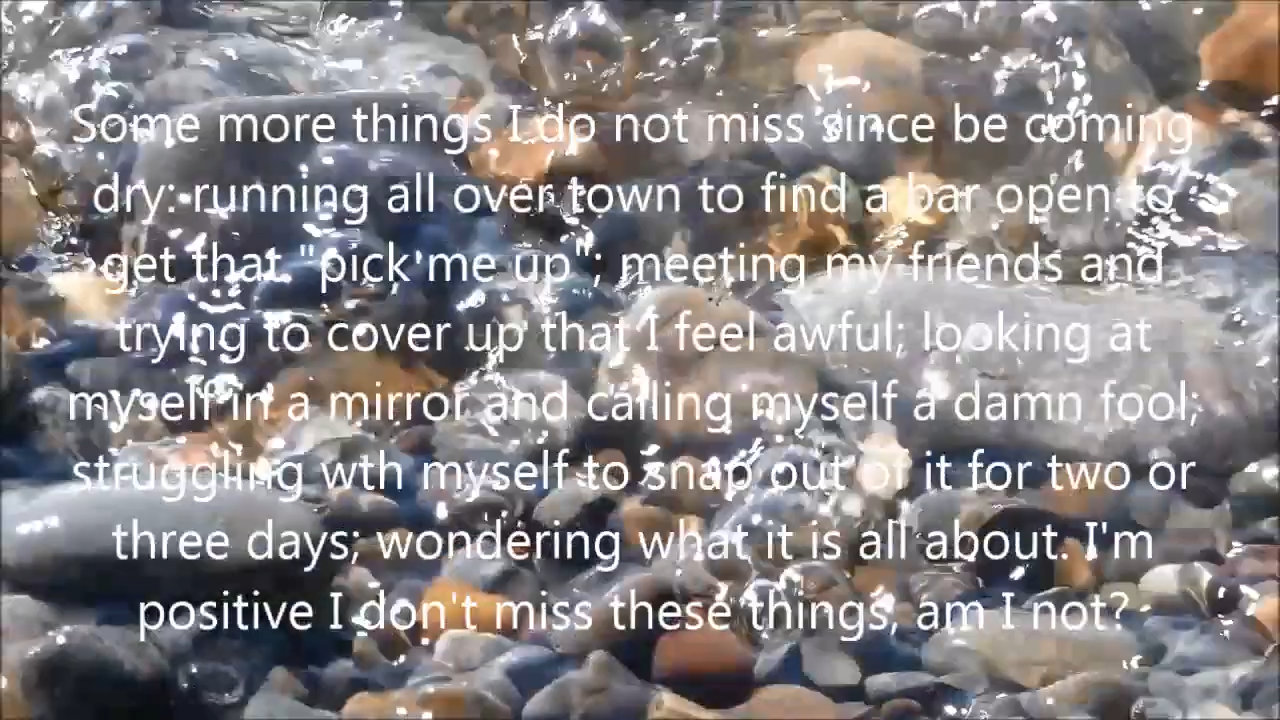 Some more things I do not miss since be coming
dry: running all over town to find a bar open to
get that "pick me up"; meeting my friends and
trying to cover up that I feel awful; looking at
myself in a mirror and calling myself a damn fool;
struggling wth myself to snap out of it for two or
three days; wondering what it is all about. I'm
positive I don't miss these things, am I not?